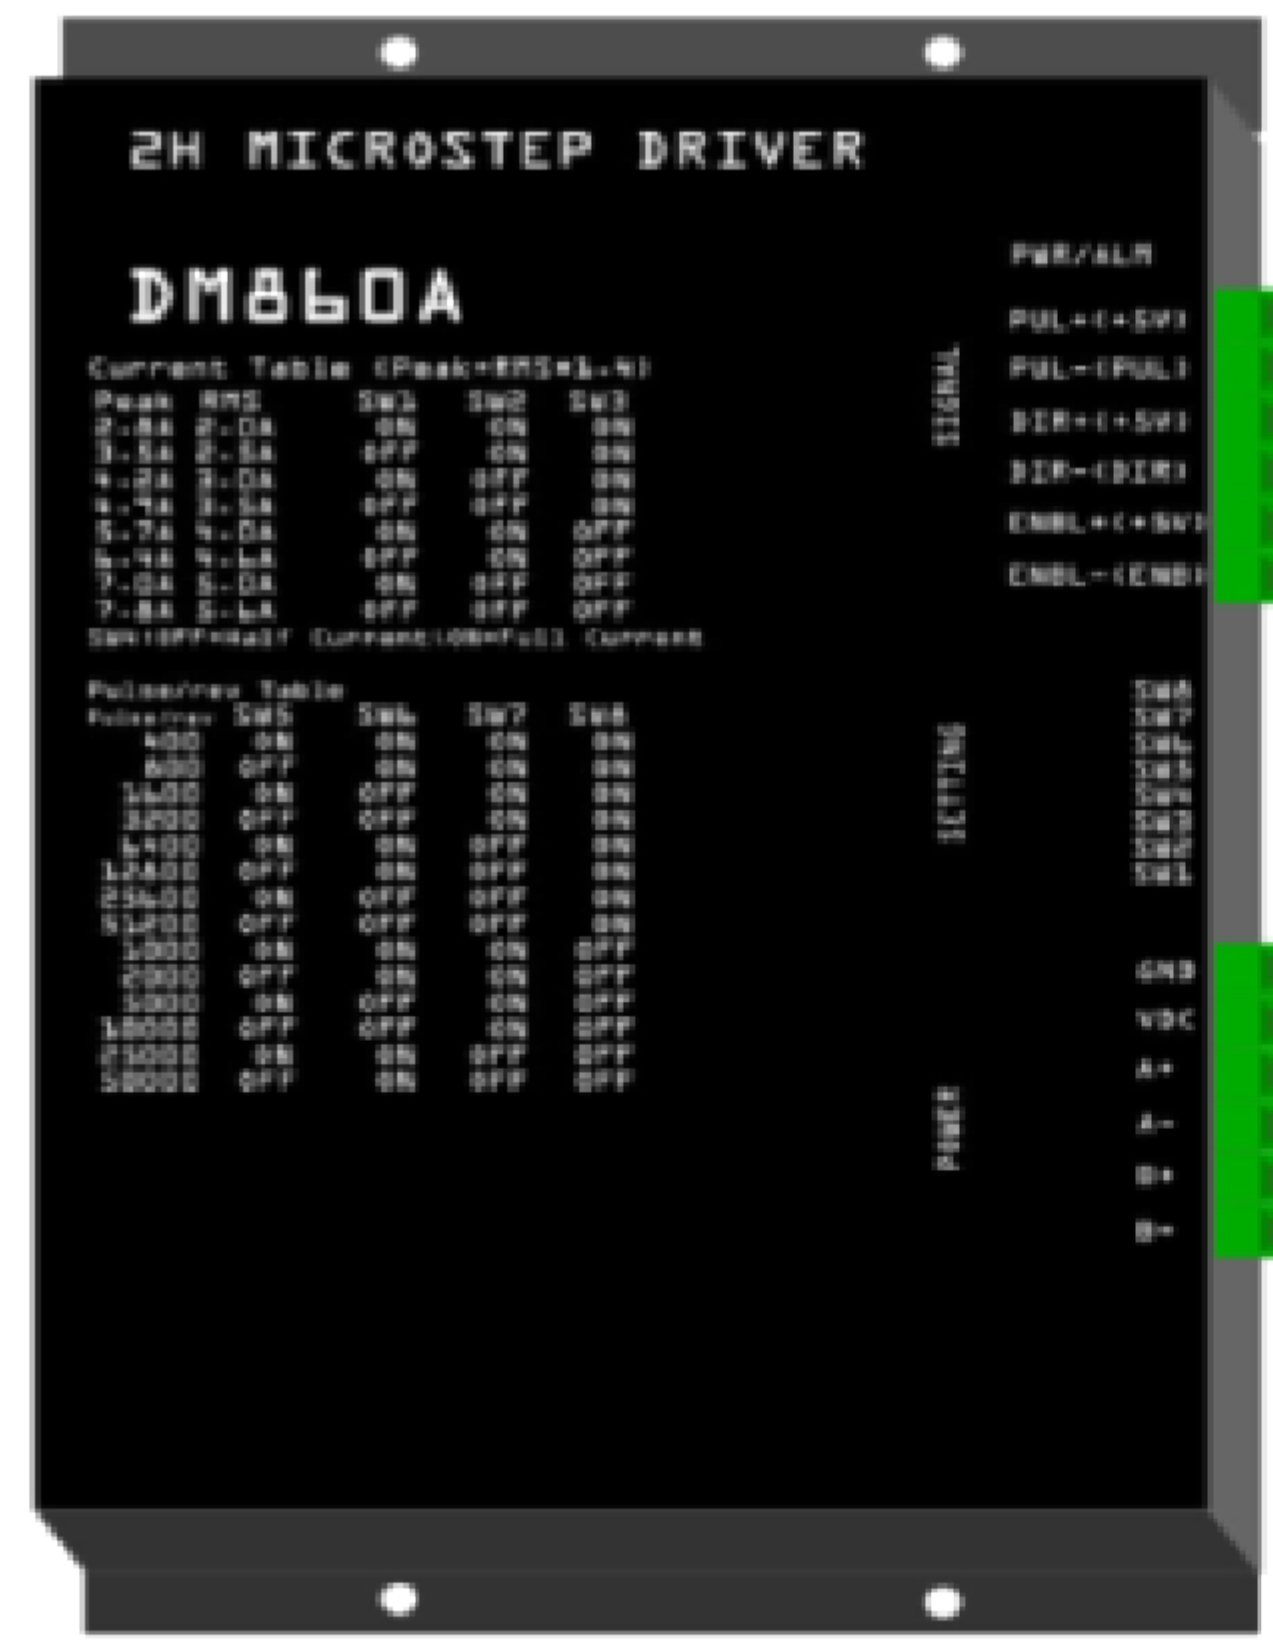 2H MICROSTEP DRIVER
DM860A
Current Table (Peak=RMS*1.4)
Peak RMS SW1 SW2 SW3
2.8A 2.0A ON ON ON
3.5A 2.5A OFF ON ON
4.2A 3.0A ON OFF ON
4.9A 3.5A OFF OFF ON
5.7A 4.0A ON ON OFF
6.4A 4.6A OFF ON OFF
7.0A 5.0A ON OFF OFF
7.8A 5.6A OFF OFF OFF
SW4:OFF=Half Current:ON=Full Current
Pulse/rev Table
Pulse/rev SW5 SW6 SW7 SW8
400 ON ON ON ON
800 OFF ON ON ON
1600 ON OFF ON ON
3200 OFF OFF ON ON
6400 ON ON OFF ON
12800 OFF ON OFF ON
25600 ON OFF OFF ON
51200 OFF OFF OFF ON
1000 ON ON ON OFF
2000 OFF ON ON OFF
5000 ON OFF ON OFF
10000 OFF OFF ON OFF
25000 ON ON OFF OFF
50000 OFF ON OFF OFF
SIGNAL
SETTING
POWER
PWR/ALM
PUL+(+5V)
PUL-(PUL)
DIR+(+5V)
DIR-(DIR)
ENBL+(+5V)
ENBL-(ENB)
SW8
SW7
SW6
SW5
SW4
SW3
SW2
SW1
GND
VDC
A+
A-
B+
B-